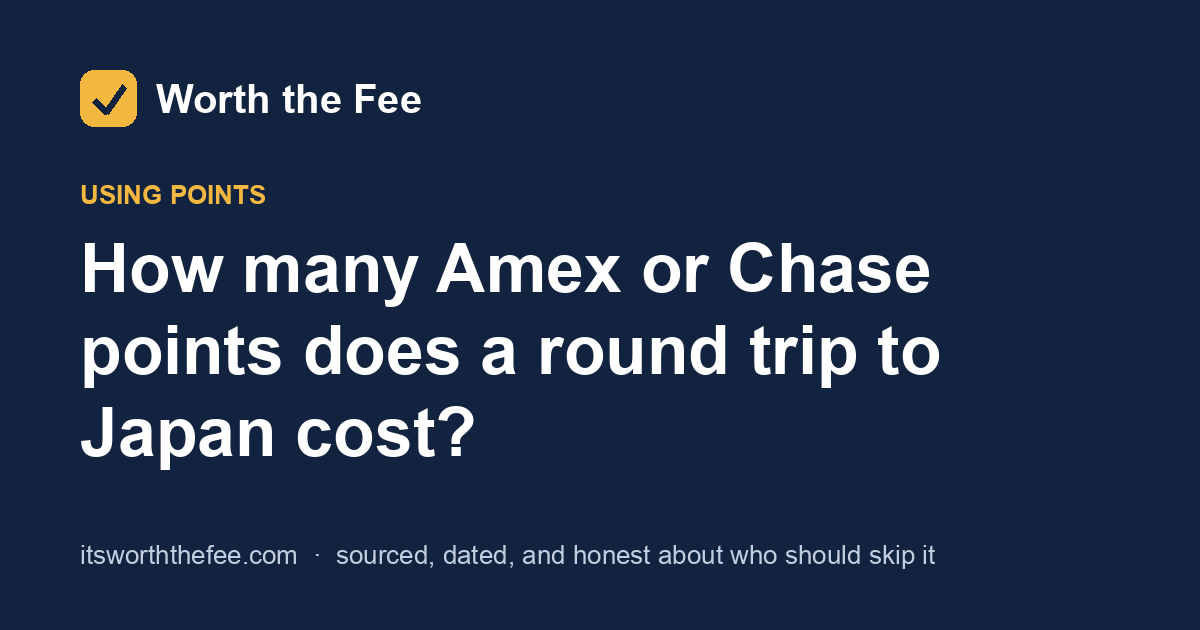 Worth the Fee
USING POINTS
How many Amex or Chase
points does a round trip to
Japan cost?
itsworththefee.com · sourced, dated, and honest about who should skip it